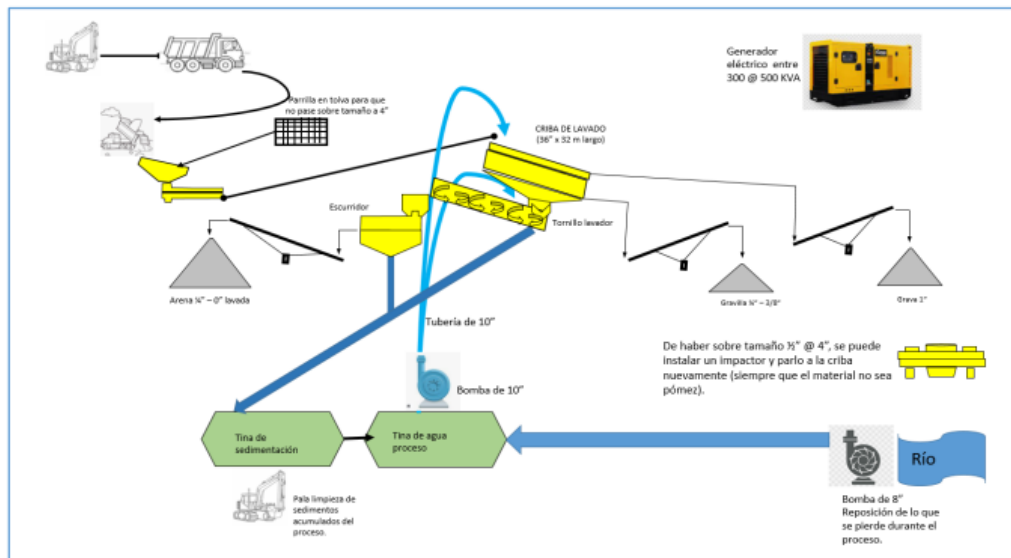 Generador
eléctrico entre
300 @ 500 KVA
Parrilla en tolva para que
no pase sobre tamaño a 4”
CRIBA DE LAVADO
(36” x 32 m largo)
Escurridor
Tornillo lavador
Arena ¼” – 0” lavada
Gravilla ¾” – 3/8”
Grava 1”
Tubería de 10”
De haber sobre tamaño ½” @ 4”, se puede
instalar un impactor y parlo a la criba
nuevamente (siempre que el material no sea
pómez).
Bomba de 10”
Tina de
sedimentación
Tina de agua
proceso
Río
Pala limpieza de
sedimentos
acumulados del
proceso.
Bomba de 8”
Reposición de lo que
se pierde durante el
proceso.